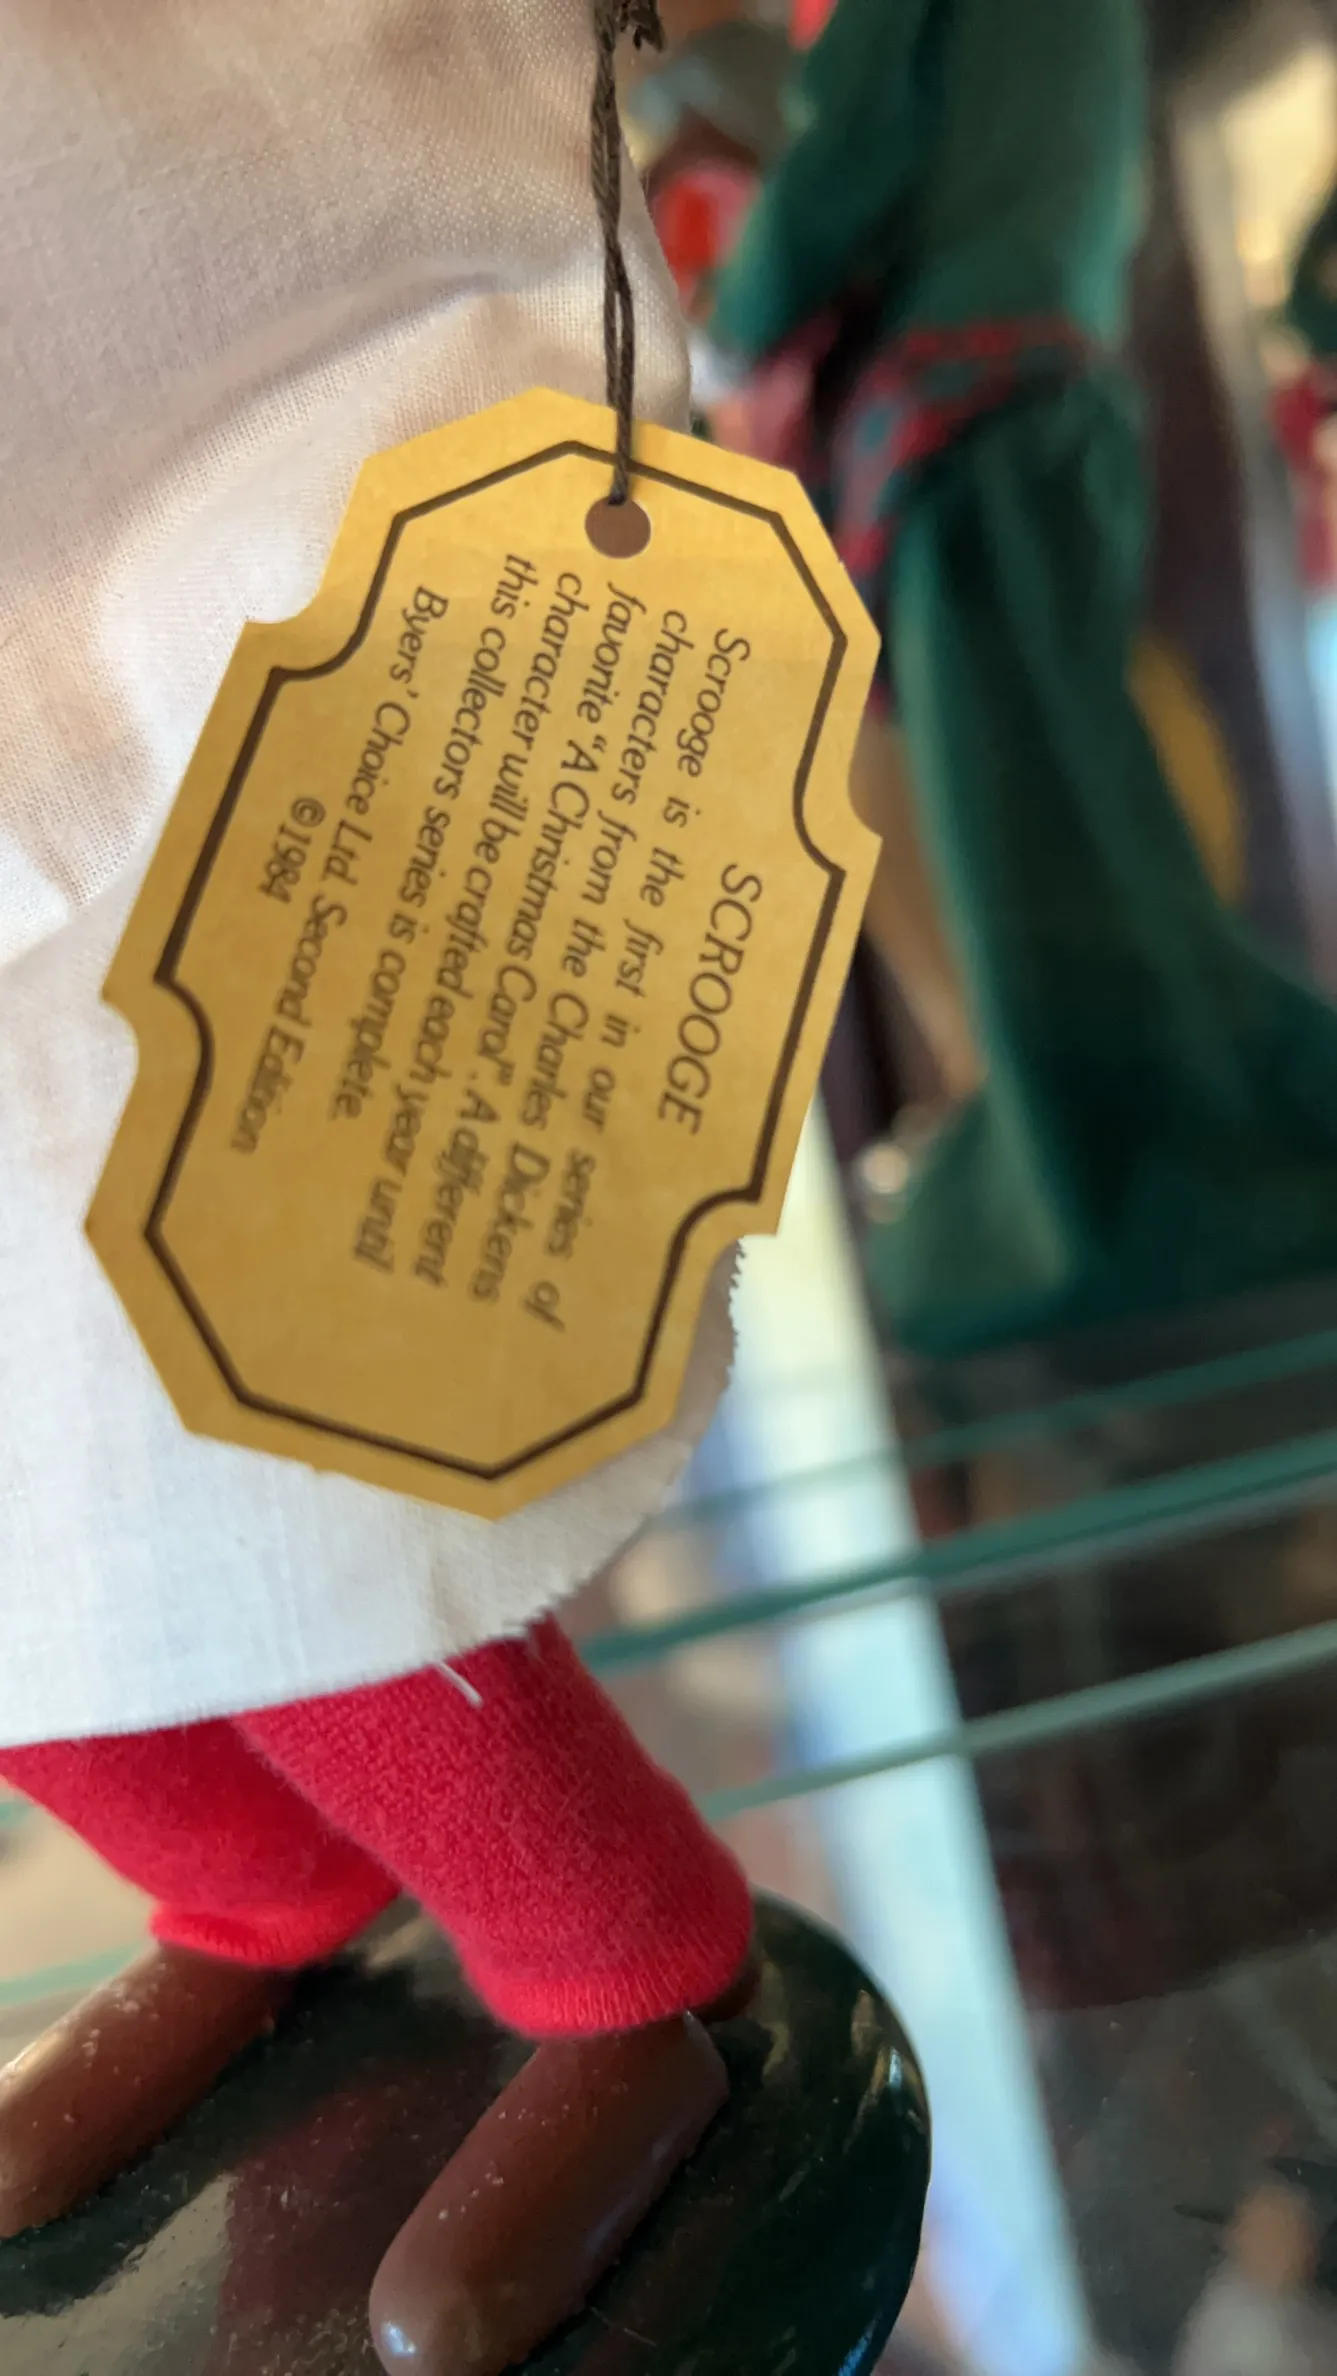 SCROOGE
Scrooge is the first in our series of
characters from the Charles Dickens
favorite "A Christmas Carol". A different
character will be crafted each year until
this collectors series is complete.
Byers' Choice Ltd. Second Edition
©1984